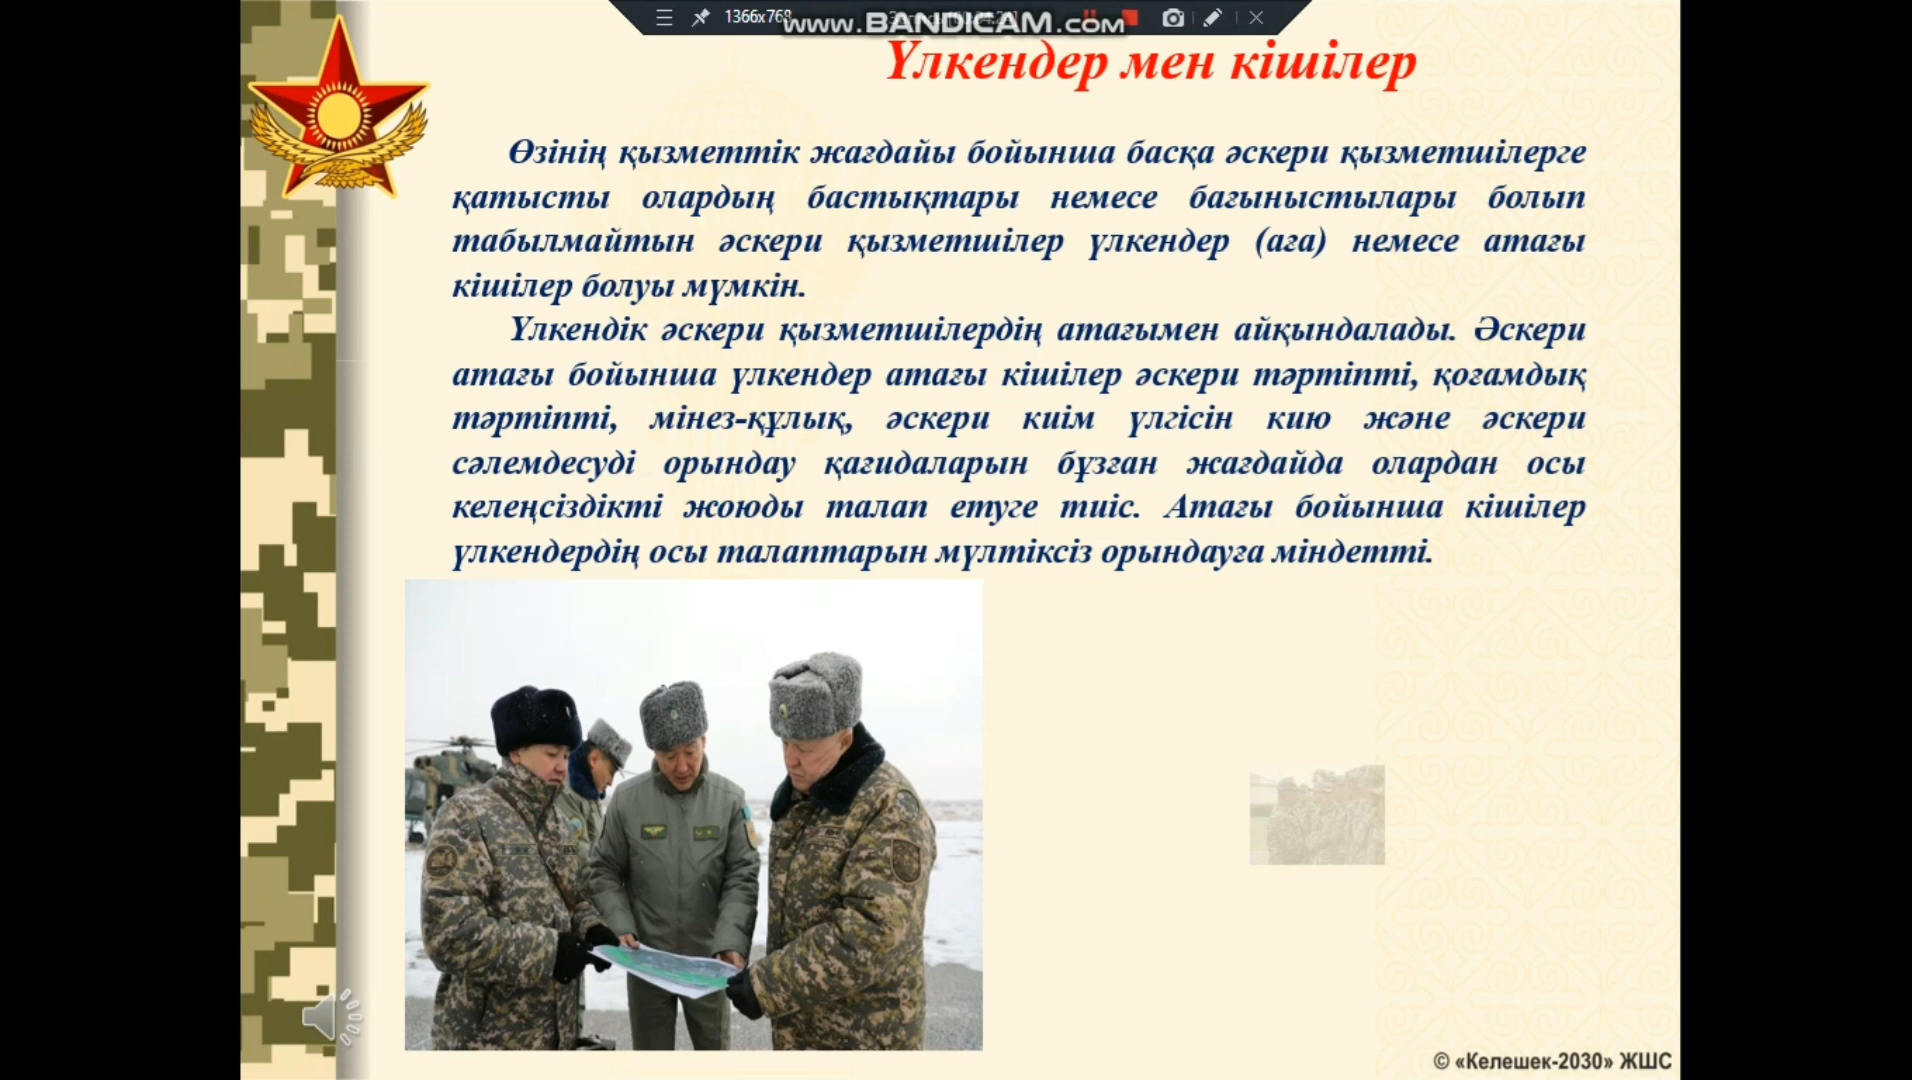 1366x768
www.BANDICAM.com
Үлкендер мен кішілер
Өзінің қызметтік жағдайы бойынша басқа әскери қызметшілерге
қатысты олардың бастықтары немесе бағыныстылары болып
табылмайтын әскери қызметшілер үлкендер (аға) немесе атағы
кішілер болуы мүмкін.
Үлкендік әскери қызметшілердің атағымен айқындалады. Әскери
атағы бойынша үлкендер атағы кішілер әскери тәртіпті, қоғамдық
тәртіпті, мінез-құлық, әскери киім үлгісін кию және әскери
сәлемдесуді орындау қағидаларын бұзған жағдайда олардан осы
келеңсіздікті жоюды талап етуге тиіс. Атағы бойынша кішілер
үлкендердің осы талаптарын мүлтіксіз орындауға міндетті.
© «Келешек-2030» ЖШС